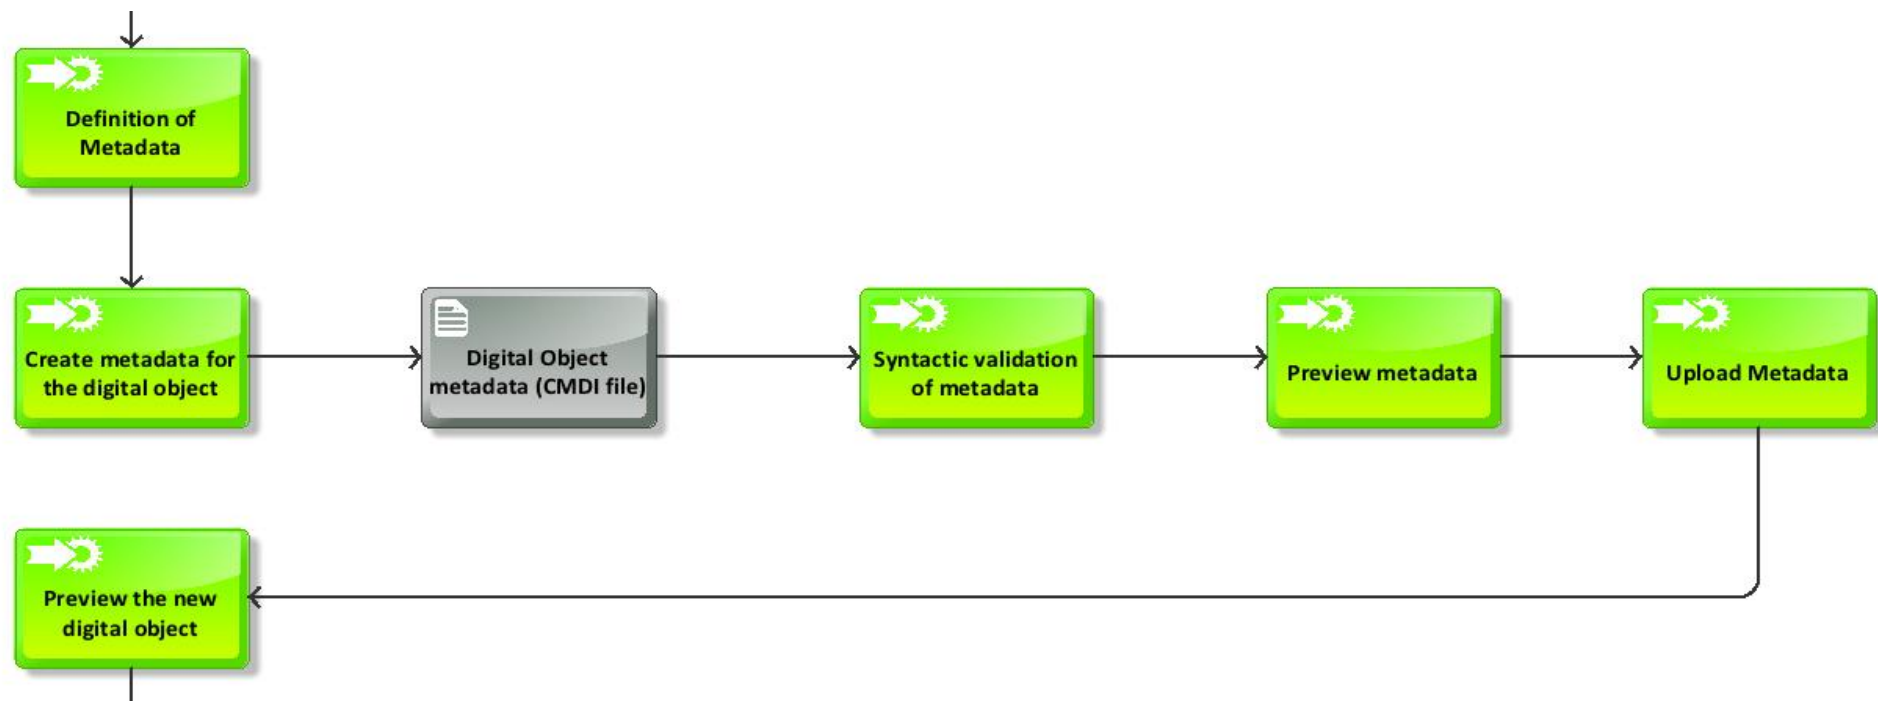 Definition of
Metadata
Create metadata for
the digital object
Digital Object
metadata (CMDI file)
Syntactic validation
of metadata
Preview metadata
Upload Metadata
Preview the new
digital object